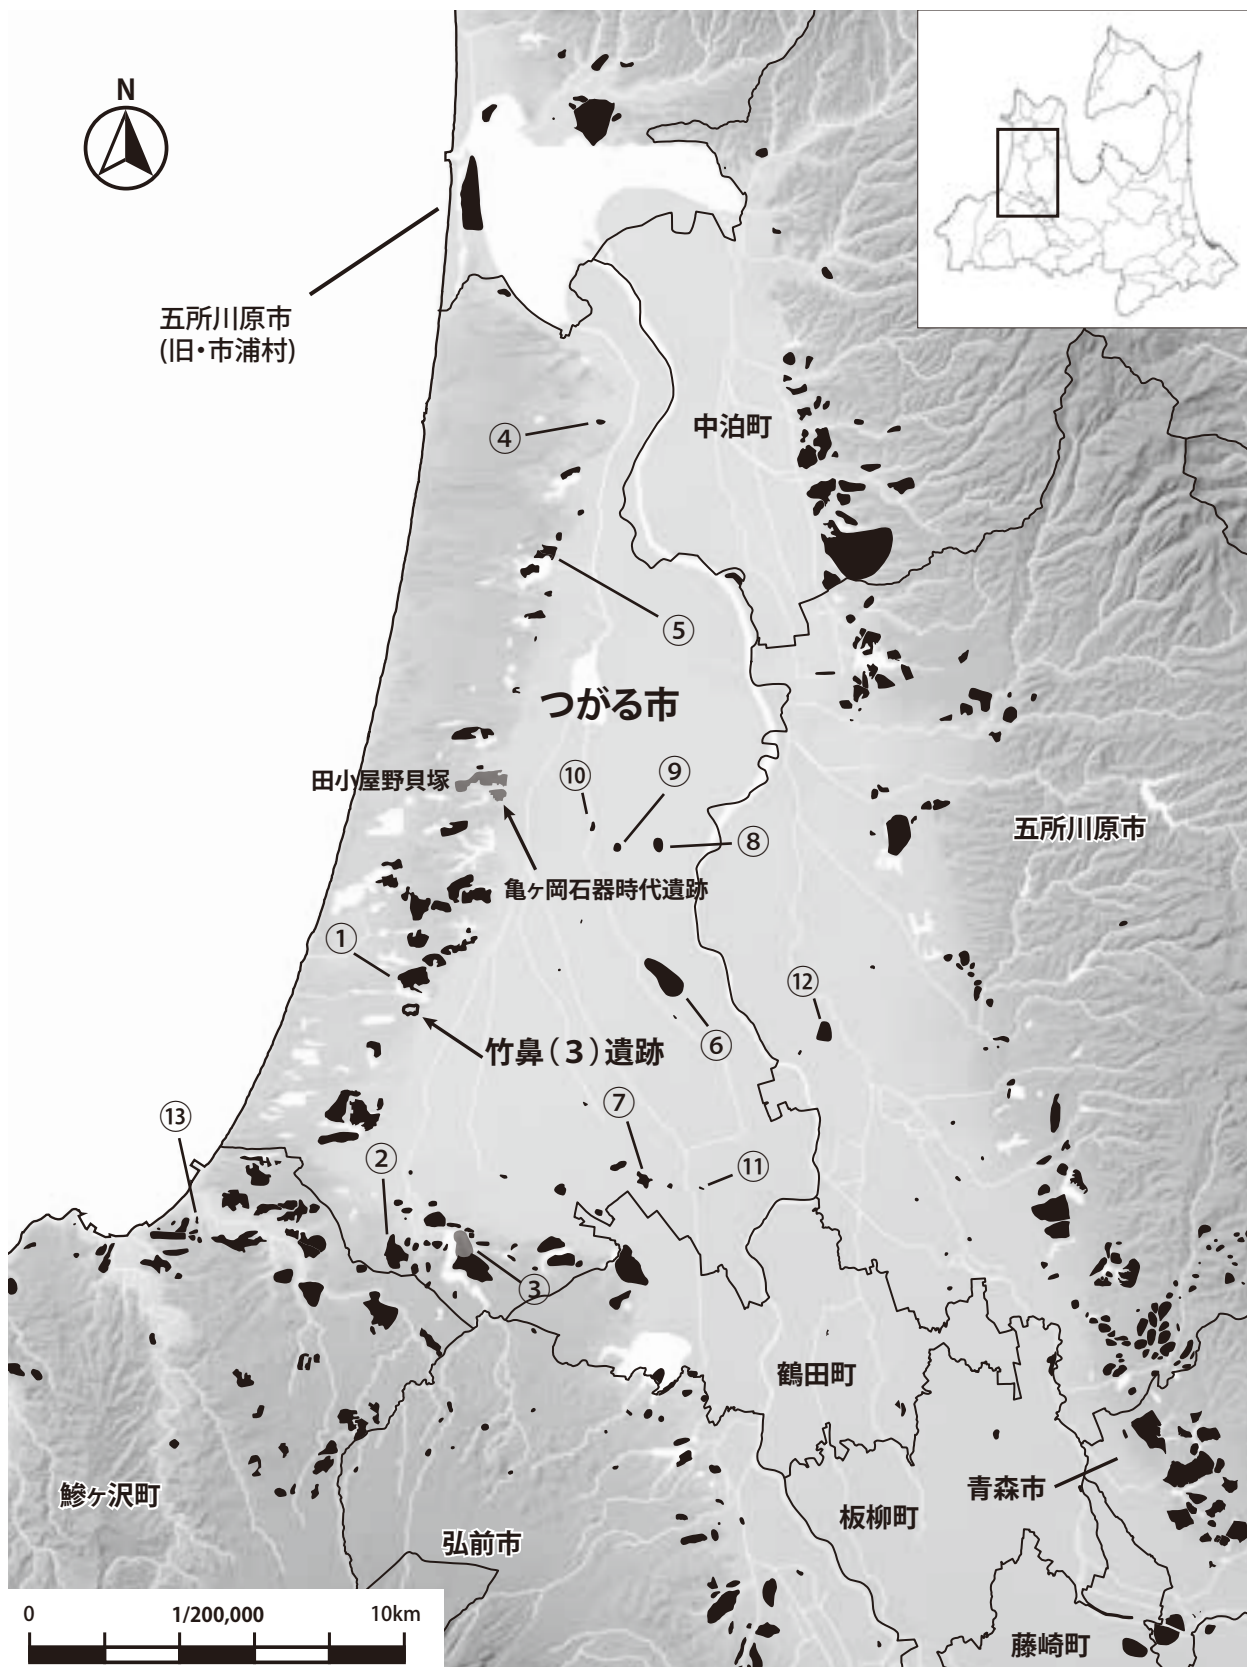 N
五所川原市
(旧・市浦村)
④
中泊町
⑤
つがる市
田小屋野貝塚
⑩
⑨
⑧
五所川原市
亀ヶ岡石器時代遺跡
①
⑫
⑥
竹鼻（３）遺跡
⑦
⑬
②
⑪
③
鶴田町
青森市
鰺ヶ沢町
板柳町
弘前市
0 1/200,000 10km
藤崎町